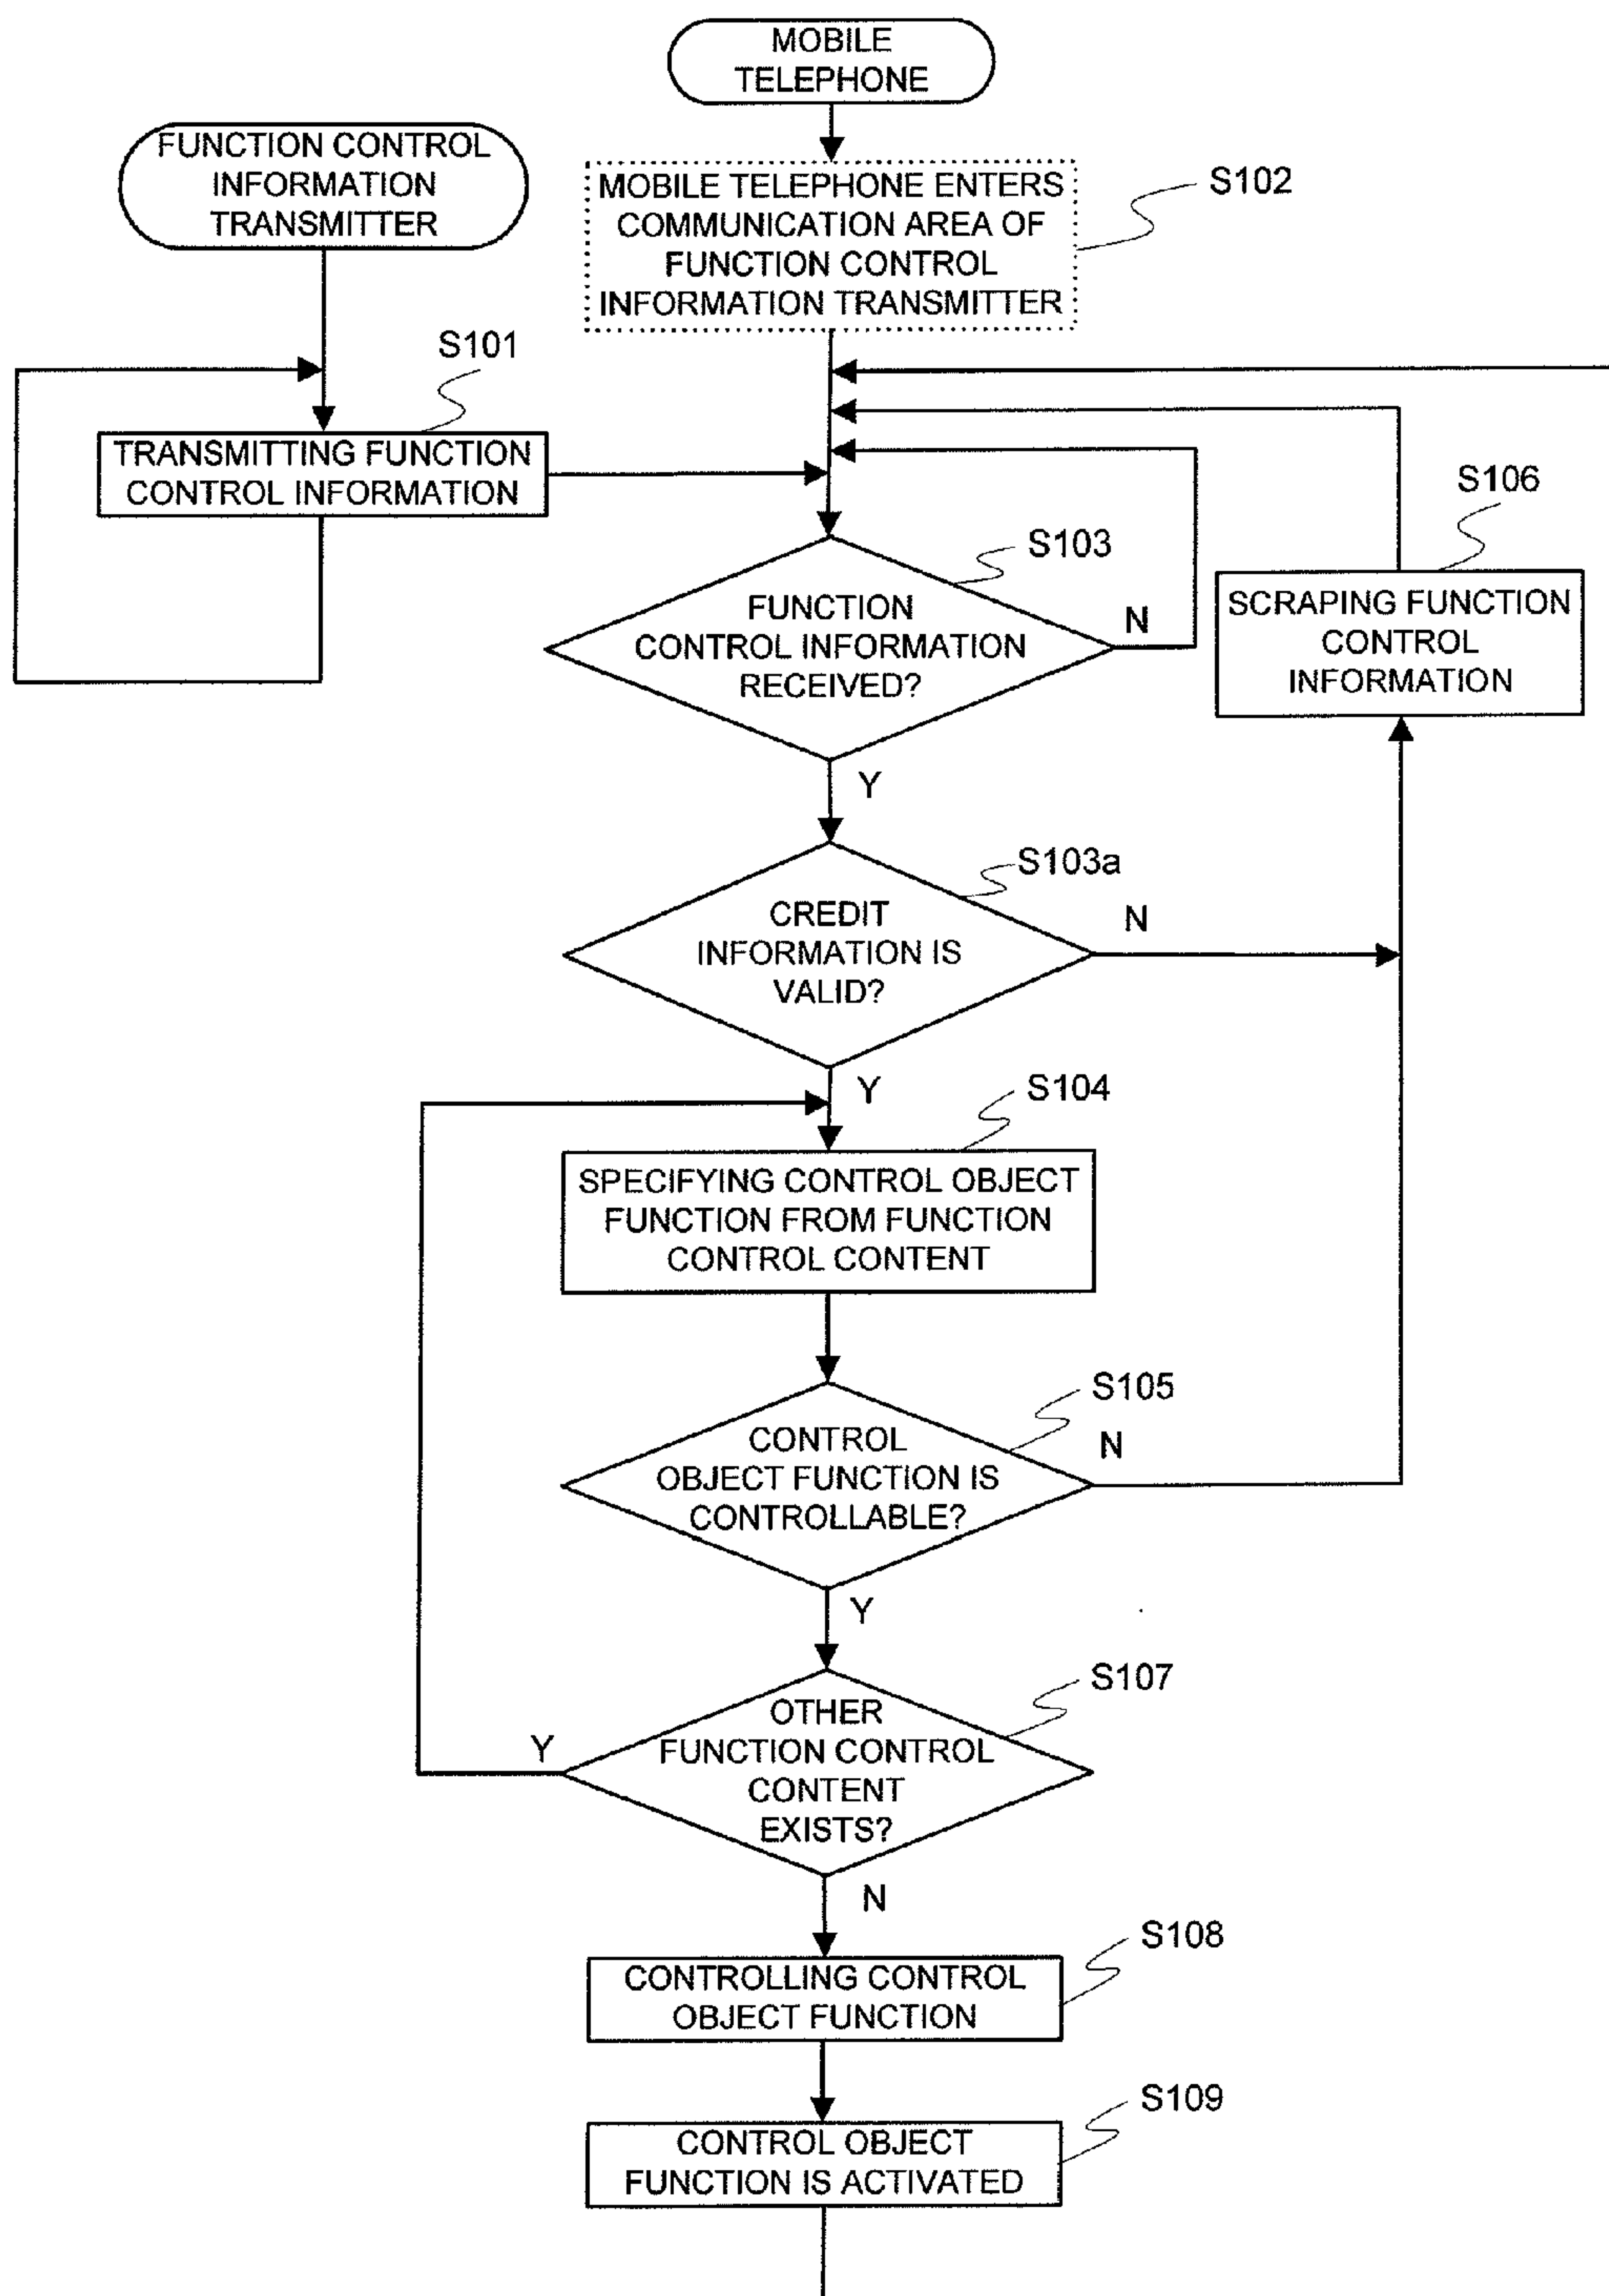 MOBILE
TELEPHONE
FUNCTION CONTROL
INFORMATION
TRANSMITTER
MOBILE TELEPHONE ENTERS
COMMUNICATION AREA OF
FUNCTION CONTROL
INFORMATION TRANSMITTER
S102
S101
TRANSMITTING FUNCTION
CONTROL INFORMATION
S103
FUNCTION
CONTROL INFORMATION
RECEIVED?
N
S106
SCRAPING FUNCTION
CONTROL
INFORMATION
Y
S103a
CREDIT
INFORMATION IS
VALID?
N
Y
S104
SPECIFYING CONTROL OBJECT
FUNCTION FROM FUNCTION
CONTROL CONTENT
S105
CONTROL
OBJECT FUNCTION IS
CONTROLLABLE?
N
Y
S107
OTHER
FUNCTION CONTROL
CONTENT
EXISTS?
Y
N
S108
CONTROLLING CONTROL
OBJECT FUNCTION
S109
CONTROL OBJECT
FUNCTION IS ACTIVATED